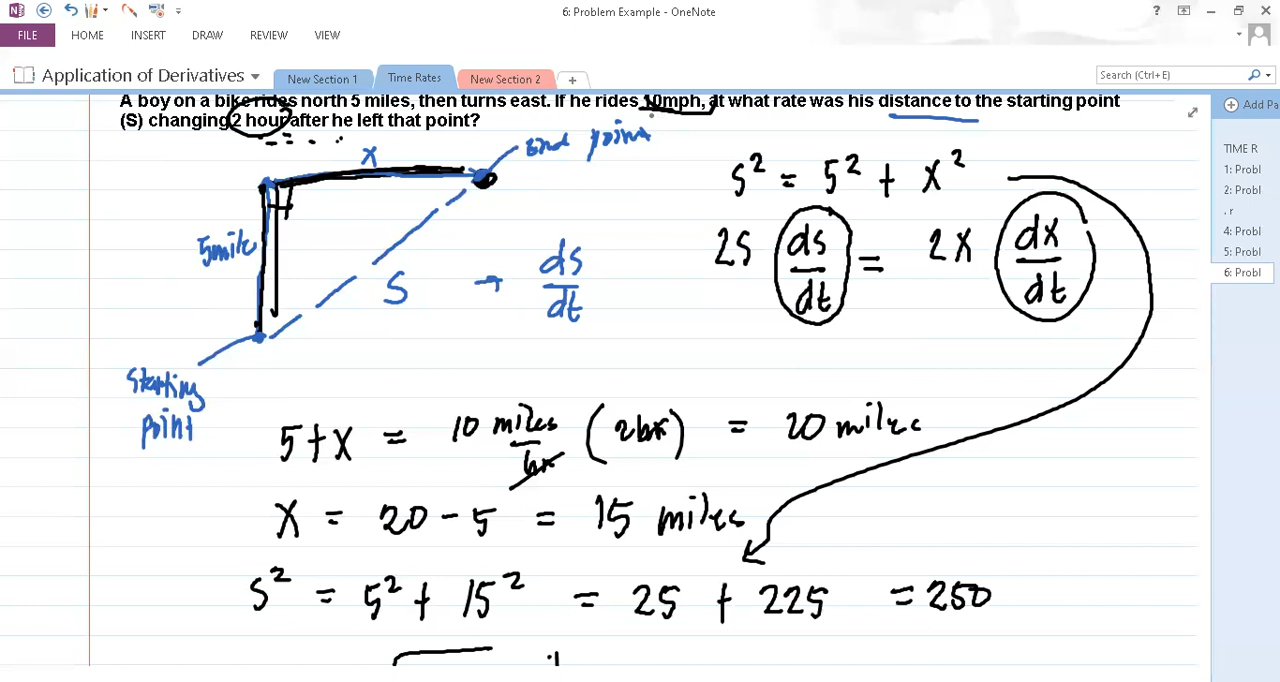 6: Problem Example - OneNote
FILE HOME INSERT DRAW REVIEW VIEW
Application of Derivatives New Section 1 Time Rates New Section 2 +
Search (Ctrl+E)
Add Pa
A boy on a bike rides north 5 miles, then turns east. If he rides 10mph, at what rate was his distance to the starting point
(S) changing 2 hour after he left that point?
TIME R
1: Probl
2: Probl
. r
4: Probl
5: Probl
6: Probl
x
End point
5mile
S → ds/dt
starting
point
S² = 5² + x²
2S ds/dt = 2x dx/dt
5+x = 10 miles/hr (2hr) = 20 miles
x = 20 - 5 = 15 miles
S² = 5² + 15² = 25 + 225 = 250